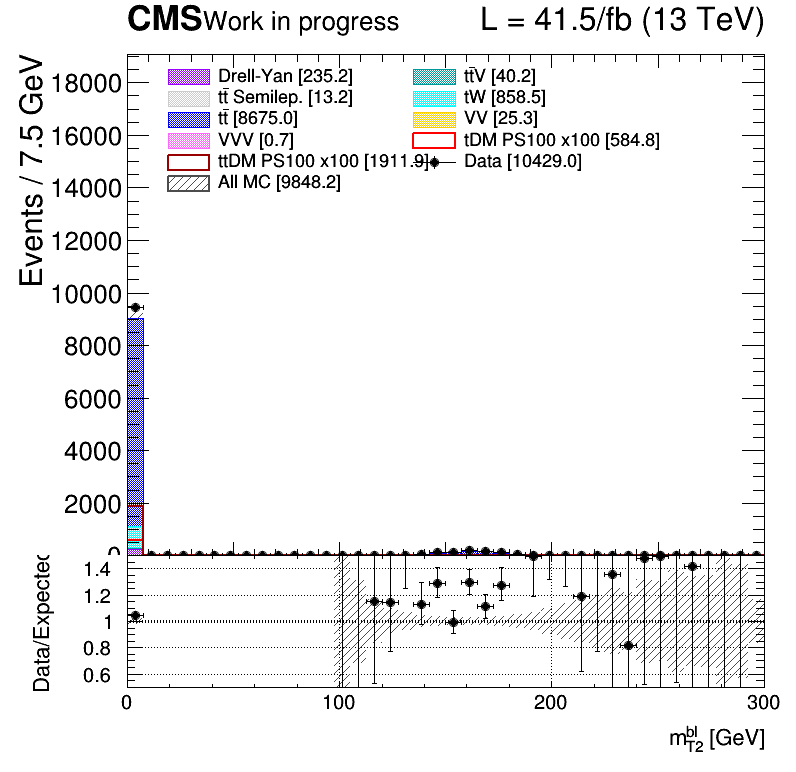 CMS Work in progress L = 41.5/fb (13 TeV)
Events / 7.5 GeV
18000
16000
14000
12000
10000
8000
6000
4000
2000
0
Drell-Yan [235.2]
tt̄ Semilep. [13.2]
tt̄ [8675.0]
VVV [0.7]
ttDM PS100 x100 [1911.9]
All MC [9848.2]
tt̄V [40.2]
tW [858.5]
VV [25.3]
tDM PS100 x100 [584.8]
Data [10429.0]
Data/Expected
1.4
1.2
1
0.8
0.6
0 100 200 300
m_{T2}^{bl} [GeV]